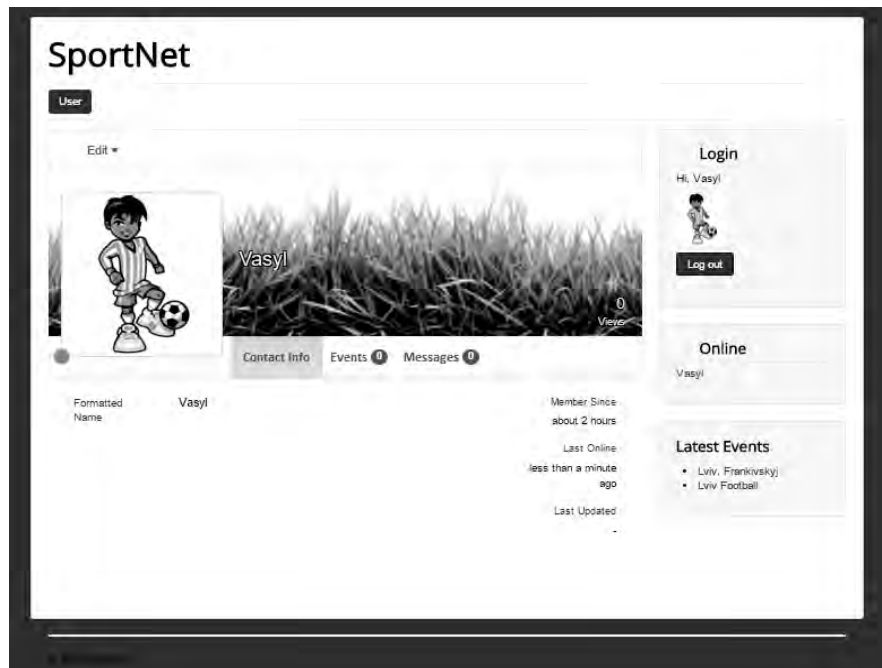 SportNet
User
Edit
Vasyl
0
Views
Contact Info Events 0 Messages 0
Formatted Name
Vasyl
Member Since
about 2 hours
Last Online
less than a minute
ago
Last Updated
-
Login
Hi, Vasyl
Log out
Online
Vasyl
Latest Events
Lviv, Frankivskyj
Lviv Football